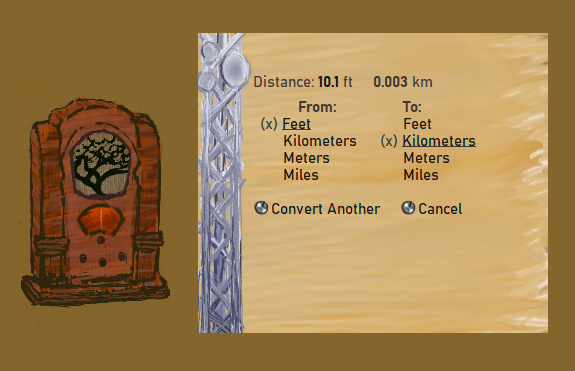 Distance: 10.1 ft 0.003 km
From: To:
(x) Feet Feet
Kilometers (x) Kilometers
Meters Meters
Miles Miles
Convert Another Cancel